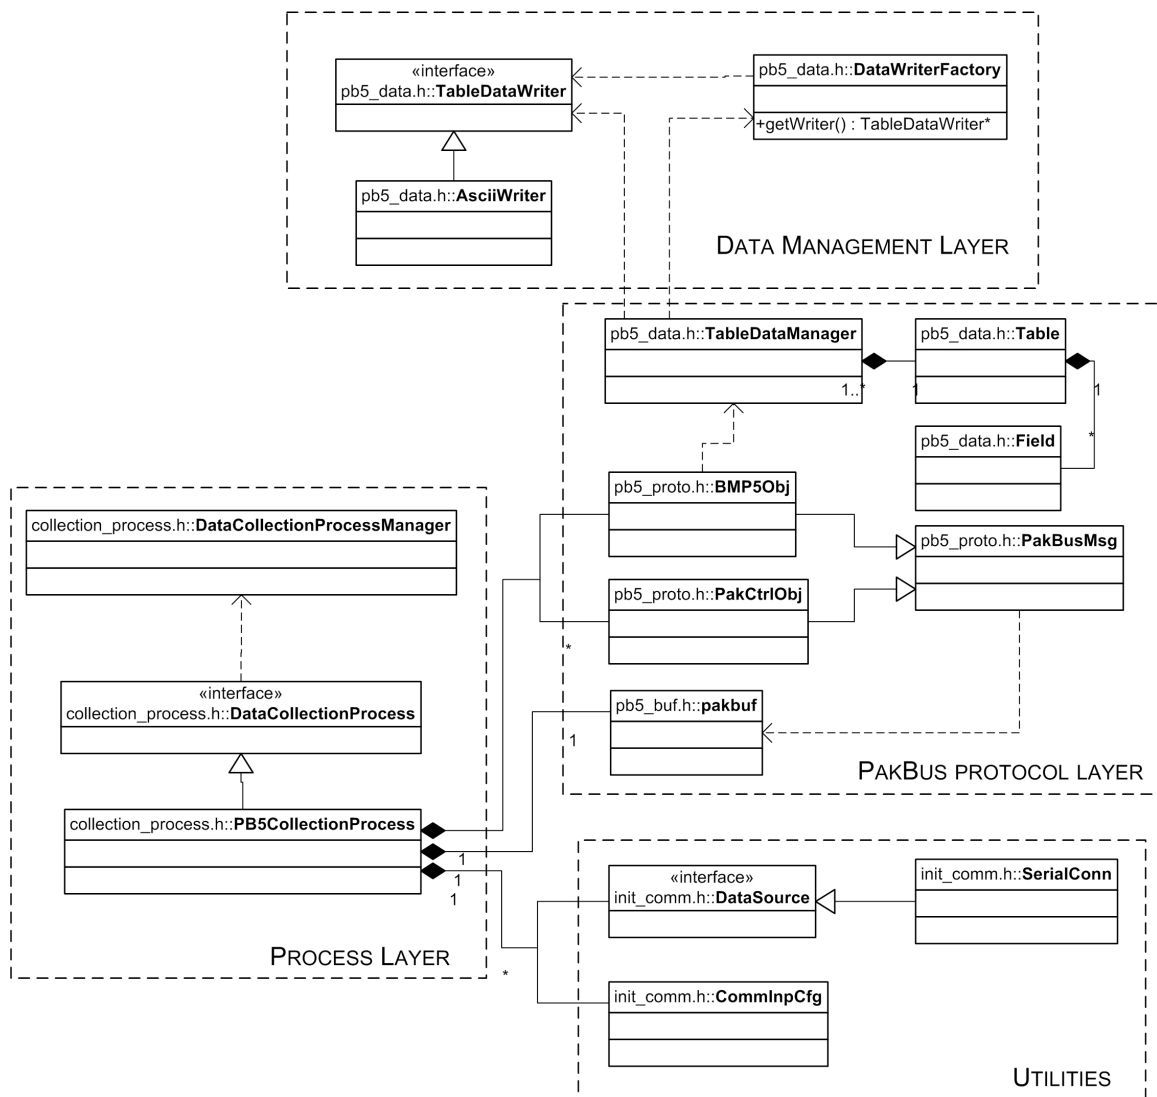 «interface»
pb5_data.h::TableDataWriter
pb5_data.h::DataWriterFactory
+getWriter() : TableDataWriter*
pb5_data.h::AsciiWriter
DATA MANAGEMENT LAYER
pb5_data.h::TableDataManager
pb5_data.h::Table
1..*
1
1
pb5_data.h::Field
*
pb5_proto.h::BMP5Obj
collection_process.h::DataCollectionProcessManager
pb5_proto.h::PakBusMsg
pb5_proto.h::PakCtrlObj
*
«interface»
collection_process.h::DataCollectionProcess
pb5_buf.h::pakbuf
1
PAKBUS PROTOCOL LAYER
collection_process.h::PB5CollectionProcess
1
1
1
«interface»
init_comm.h::DataSource
init_comm.h::SerialConn
PROCESS LAYER
*
init_comm.h::CommInpCfg
UTILITIES